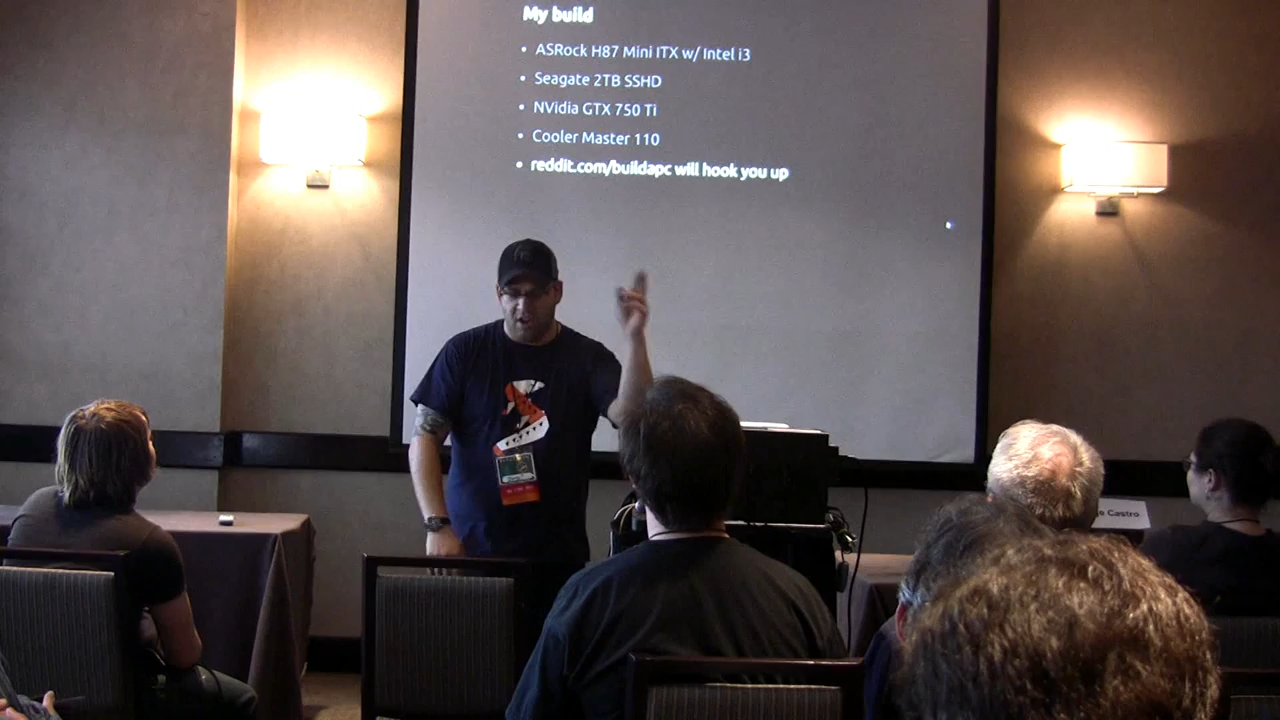 My build
• ASRock H87 Mini ITX w/ Intel i3
• Seagate 2TB SSHD
• NVidia GTX 750 Ti
• Cooler Master 110
• reddit.com/buildapc will hook you up
Castro